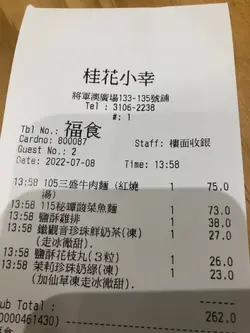 桂花小幸
將軍澳廣場133-135號舖
Tel : 3106-2238
#: 1
Tbl No.: 福食
Cardno: 800087 Staff: 樓面收銀
Guest No.: 2
Date: 2022-07-08 Time: 13:58
13:58 105三盛牛肉麵 (紅燒 1 75.0
湯)
13:58 115秘罈酸菜魚麵 1 73.0
13:58 鹽酥雞排 1 38.0
13:58 鐵觀音珍珠鮮奶茶(凍) 1 27.0
(走冰微甜).
13:58 鹽酥花枝丸(3粒) 1 26.0
13:58 茉莉珍珠奶綠(凍) 1 23.0
(加仙草凍走冰微甜).
Sub Total : 262.0
(0000461430)